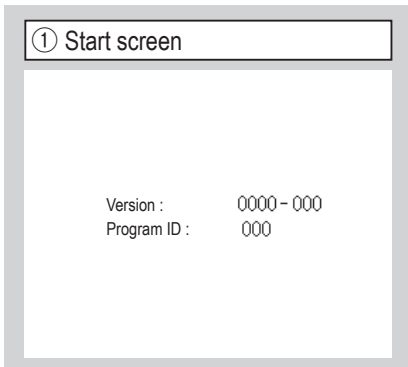 ① Start screen
Version : 0000-000
Program ID : 000